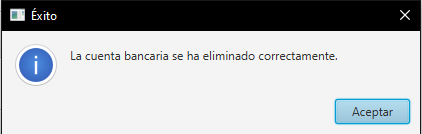 Éxito
La cuenta bancaria se ha eliminado correctamente.
Aceptar